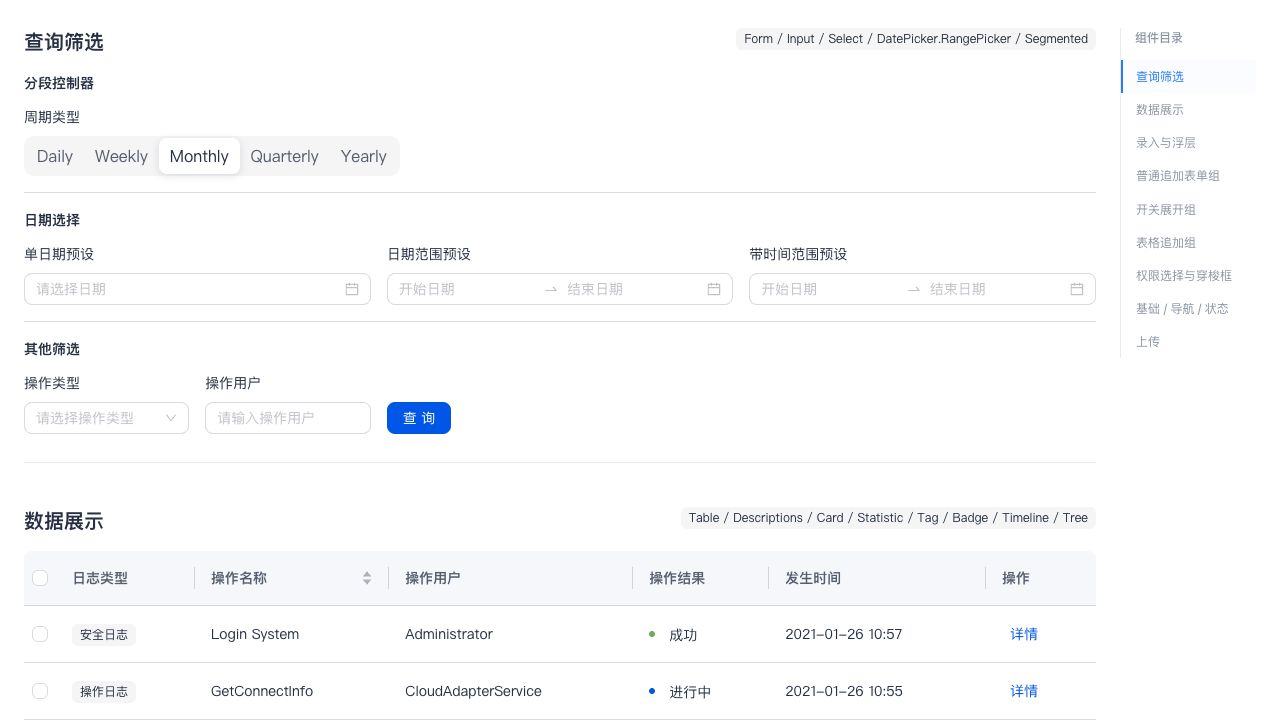 查询筛选
Form / Input / Select / DatePicker.RangePicker / Segmented
分段控制器
周期类型
Daily Weekly Monthly Quarterly Yearly
日期选择
单日期预设 日期范围预设 带时间范围预设
请选择日期 开始日期 结束日期 开始日期 结束日期
其他筛选
操作类型 操作用户
请选择操作类型 请输入操作用户 查 询
数据展示
Table / Descriptions / Card / Statistic / Tag / Badge / Timeline / Tree
日志类型 操作名称 操作用户 操作结果 发生时间 操作
安全日志 Login System Administrator 成功 2021-01-26 10:57 详情
操作日志 GetConnectInfo CloudAdapterService 进行中 2021-01-26 10:55 详情
组件目录
查询筛选
数据展示
录入与浮层
普通追加表单组
开关展开组
表格追加组
权限选择与穿梭框
基础 / 导航 / 状态
上传